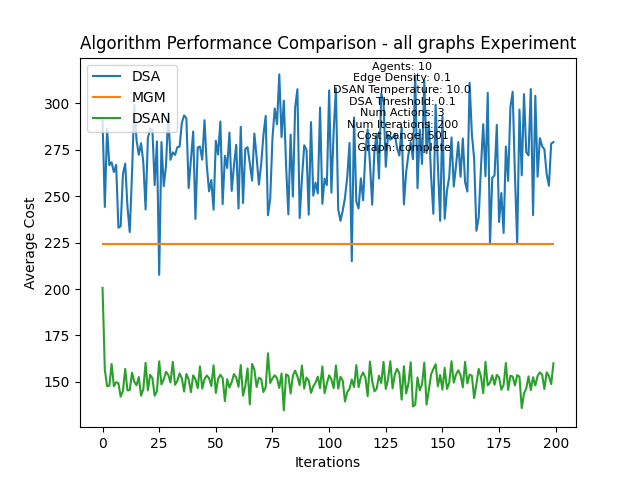 Algorithm Performance Comparison - all graphs Experiment
DSA
MGM
DSAN
Agents: 10
Edge Density: 0.1
DSAN Temperature: 10.0
DSA Threshold: 0.1
Num Actions: 3
Num Iterations: 200
Cost Range: 501
Graph: complete
Average Cost
300
275
250
225
200
175
150
0
25
50
75
100
125
150
175
200
Iterations